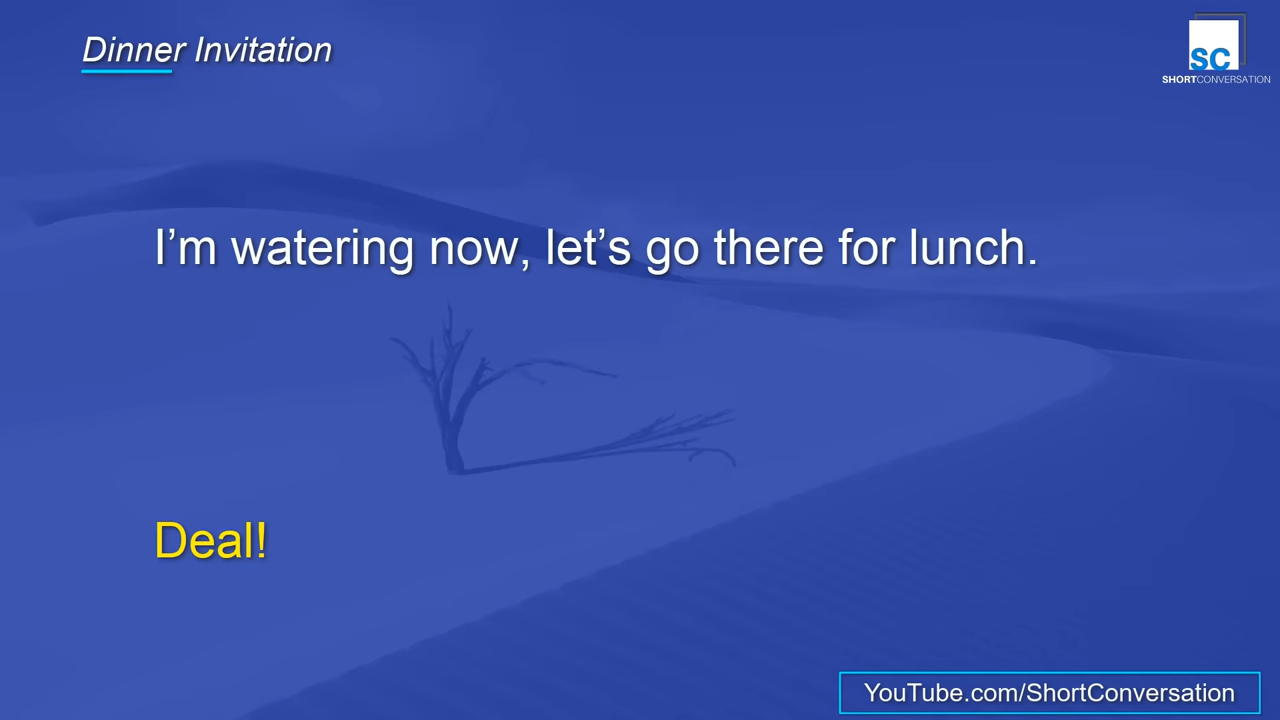 Dinner Invitation
SC
SHORTCONVERSATION
I’m watering now, let’s go there for lunch.
Deal!
YouTube.com/ShortConversation